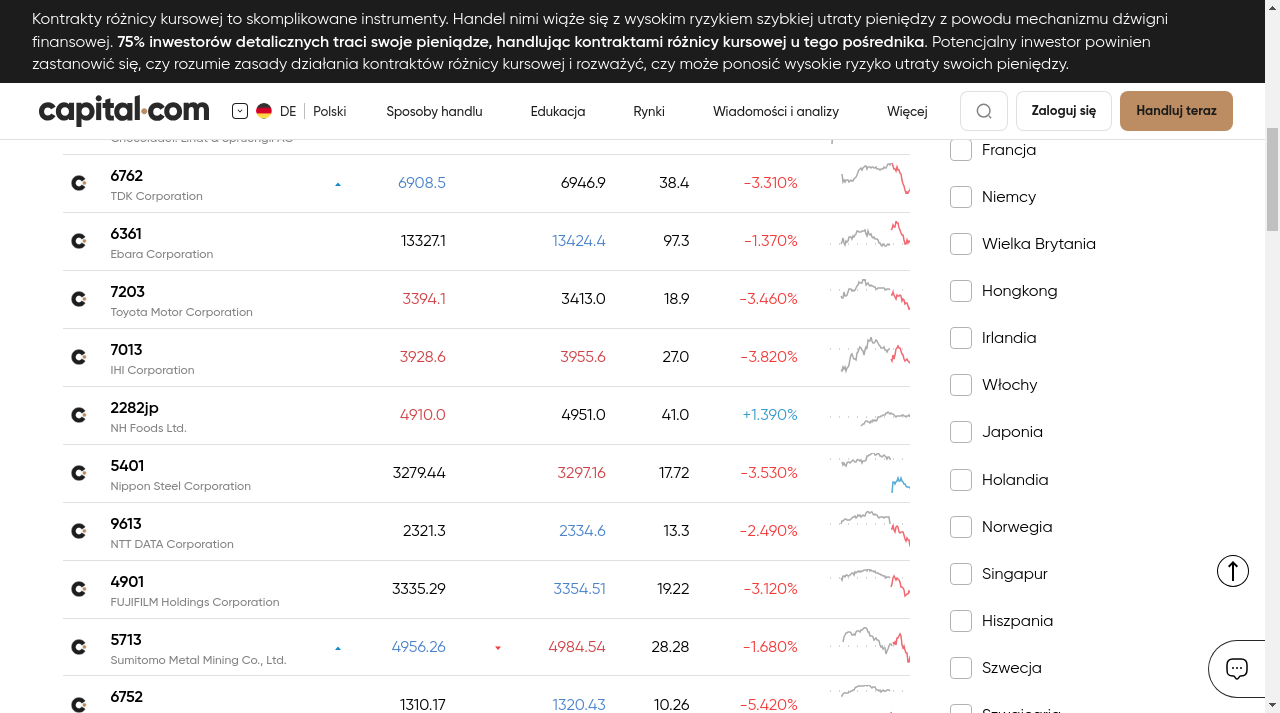 Kontrakty różnicy kursowej to skomplikowane instrumenty. Handel nimi wiąże się z wysokim ryzykiem szybkiej utraty pieniędzy z powodu mechanizmu dźwigni
finansowej. 75% inwestorów detalicznych traci swoje pieniądze, handlując kontraktami różnicy kursowej u tego pośrednika. Potencjalny inwestor powinien
zastanowić się, czy rozumie zasady działania kontraktów różnicy kursowej i rozważyć, czy może ponosić wysokie ryzyko utraty swoich pieniędzy.
capital.com DE Polski Sposoby handlu Edukacja Rynki Wiadomości i analizy Więcej Zaloguj się Handluj teraz
Francja
6762 6908.5 6946.9 38.4 -3.310%
TDK Corporation
Niemcy
6361 13327.1 13424.4 97.3 -1.370%
Ebara Corporation
Wielka Brytania
7203 3394.1 3413.0 18.9 -3.460%
Toyota Motor Corporation
Hongkong
Irlandia
7013 3928.6 3955.6 27.0 -3.820%
IHI Corporation
Włochy
2282jp 4910.0 4951.0 41.0 +1.390%
NH Foods Ltd.
Japonia
5401 3279.44 3297.16 17.72 -3.530%
Nippon Steel Corporation
Holandia
9613 2321.3 2334.6 13.3 -2.490%
NTT DATA Corporation
Norwegia
Singapur
4901 3335.29 3354.51 19.22 -3.120%
FUJIFILM Holdings Corporation
Hiszpania
5713 4956.26 4984.54 28.28 -1.680%
Sumitomo Metal Mining Co., Ltd.
Szwecja
6752 1310.17 1320.43 10.26 -5.420%